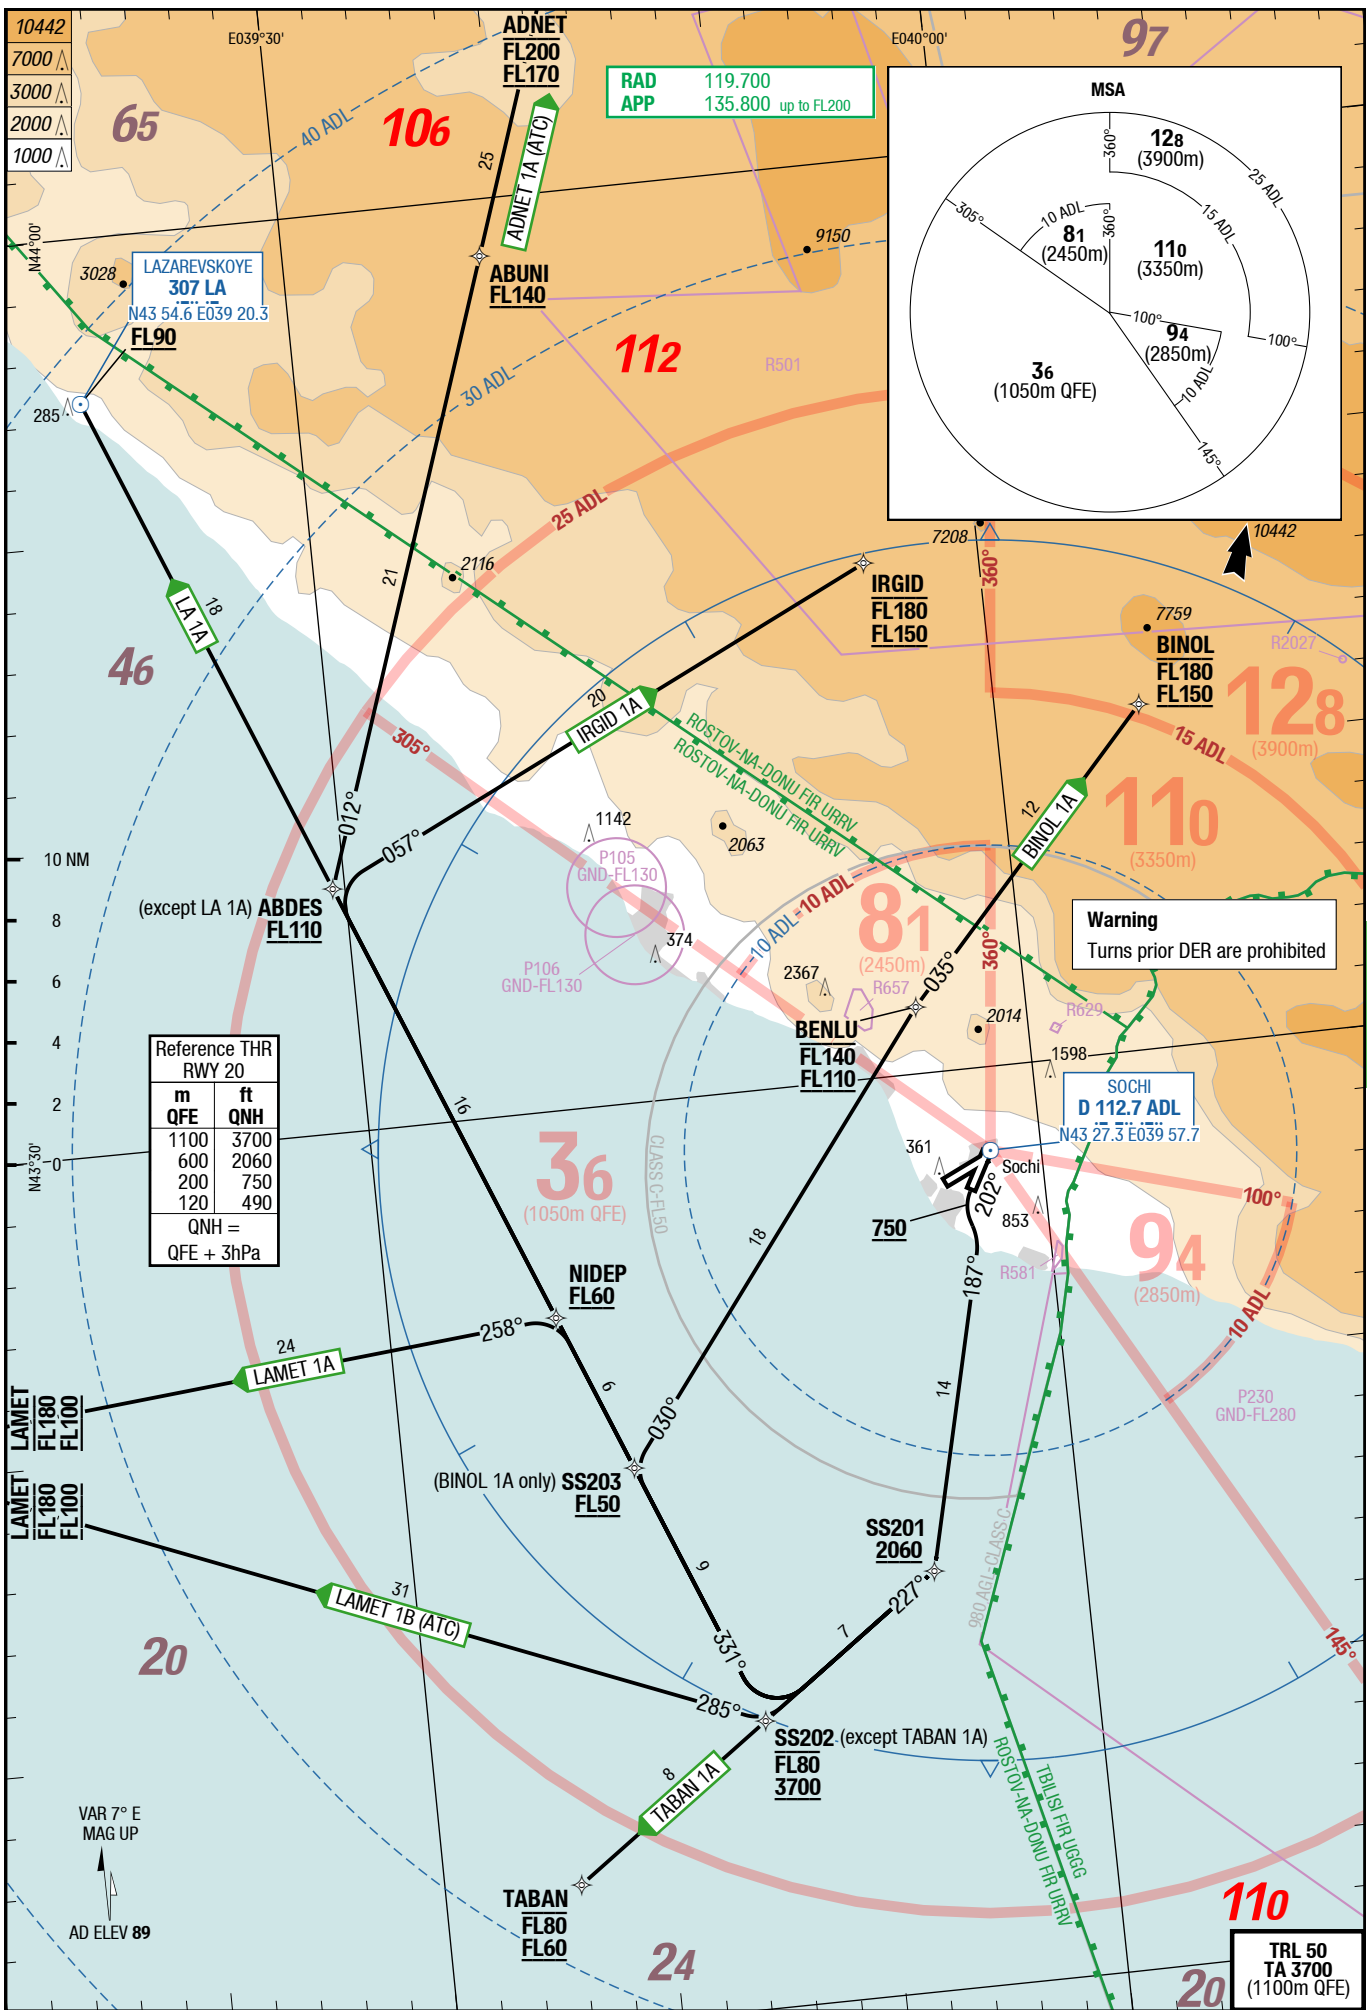 10442
7000
3000
2000
1000
E039°30'
E040°00'
65
106
97
40 ADL
ADNET
FL200
FL170
25
ADNET 1A (ATC)
RAD 119.700
APP 135.800 up to FL200
MSA
128
(3900m)
360°
25 ADL
15 ADL
305°
10 ADL
81
(2450m)
360°
110
(3350m)
100°
94
(2850m)
100°
36
(1050m QFE)
10 ADL
145°
N44°00'
3028
LAZAREVSKOYE
307 LA
N43 54.6 E039 20.3
FL90
285
ABUNI
FL140
9150
112
R501
30 ADL
25 ADL
7208
10442
360°
2116
21
LA 1A
18
IRGID
FL180
FL150
7759
BINOL
FL180
FL150
R2027
46
20
IRGID 1A
128
(3900m)
305°
ROSTOV-NA-DONU FIR URRV
ROSTOV-NA-DONU FIR URRV
15 ADL
12
BINOL 1A
110
(3350m)
012°
057°
1142
2063
P105
GND-FL130
10 NM
8
6
4
2
0
(except LA 1A) ABDES
FL110
10 ADL
10 ADL
81
(2450m)
360°
035°
Warning
Turns prior DER are prohibited
374
P106
GND-FL130
2367
R657
BENLU
FL140
FL110
2014
R629
1598
Reference THR
RWY 20
m ft
QFE QNH
1100 3700
600 2060
200 750
120 490
QNH =
QFE + 3hPa
N43°30'
16
SOCHI
D 112.7 ADL
N43 27.3 E039 57.7
CLASS C-FL50
36
(1050m QFE)
361
Sochi
202°
750
853
100°
94
(2850m)
R581
187°
18
10 ADL
NIDEP
FL60
258°
24
LAMET 1A
LAMET
FL180
FL100
6
14
P230
GND-FL280
030°
(BINOL 1A only) SS203
FL50
LAMET
FL180
FL100
SS201
2060
980 AGL-CLASS C
9
227°
31
LAMET 1B (ATC)
7
331°
145°
20
285°
SS202 (except TABAN 1A)
FL80
3700
8
TABAN 1A
TBILISI FIR UGGG
ROSTOV-NA-DONU FIR URRV
VAR 7° E
MAG UP
AD ELEV 89
TABAN
FL80
FL60
24
110
20
TRL 50
TA 3700
(1100m QFE)